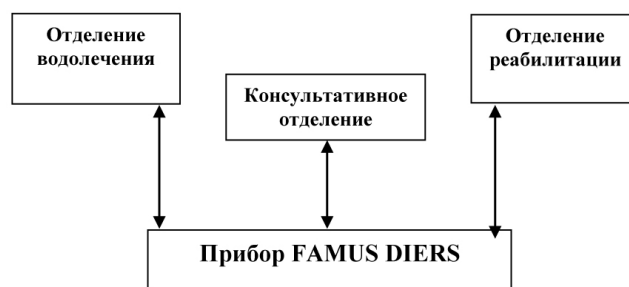 Отделение
водолечения
Консультативное
отделение
Отделение
реабилитации
Прибор FAMUS DIERS